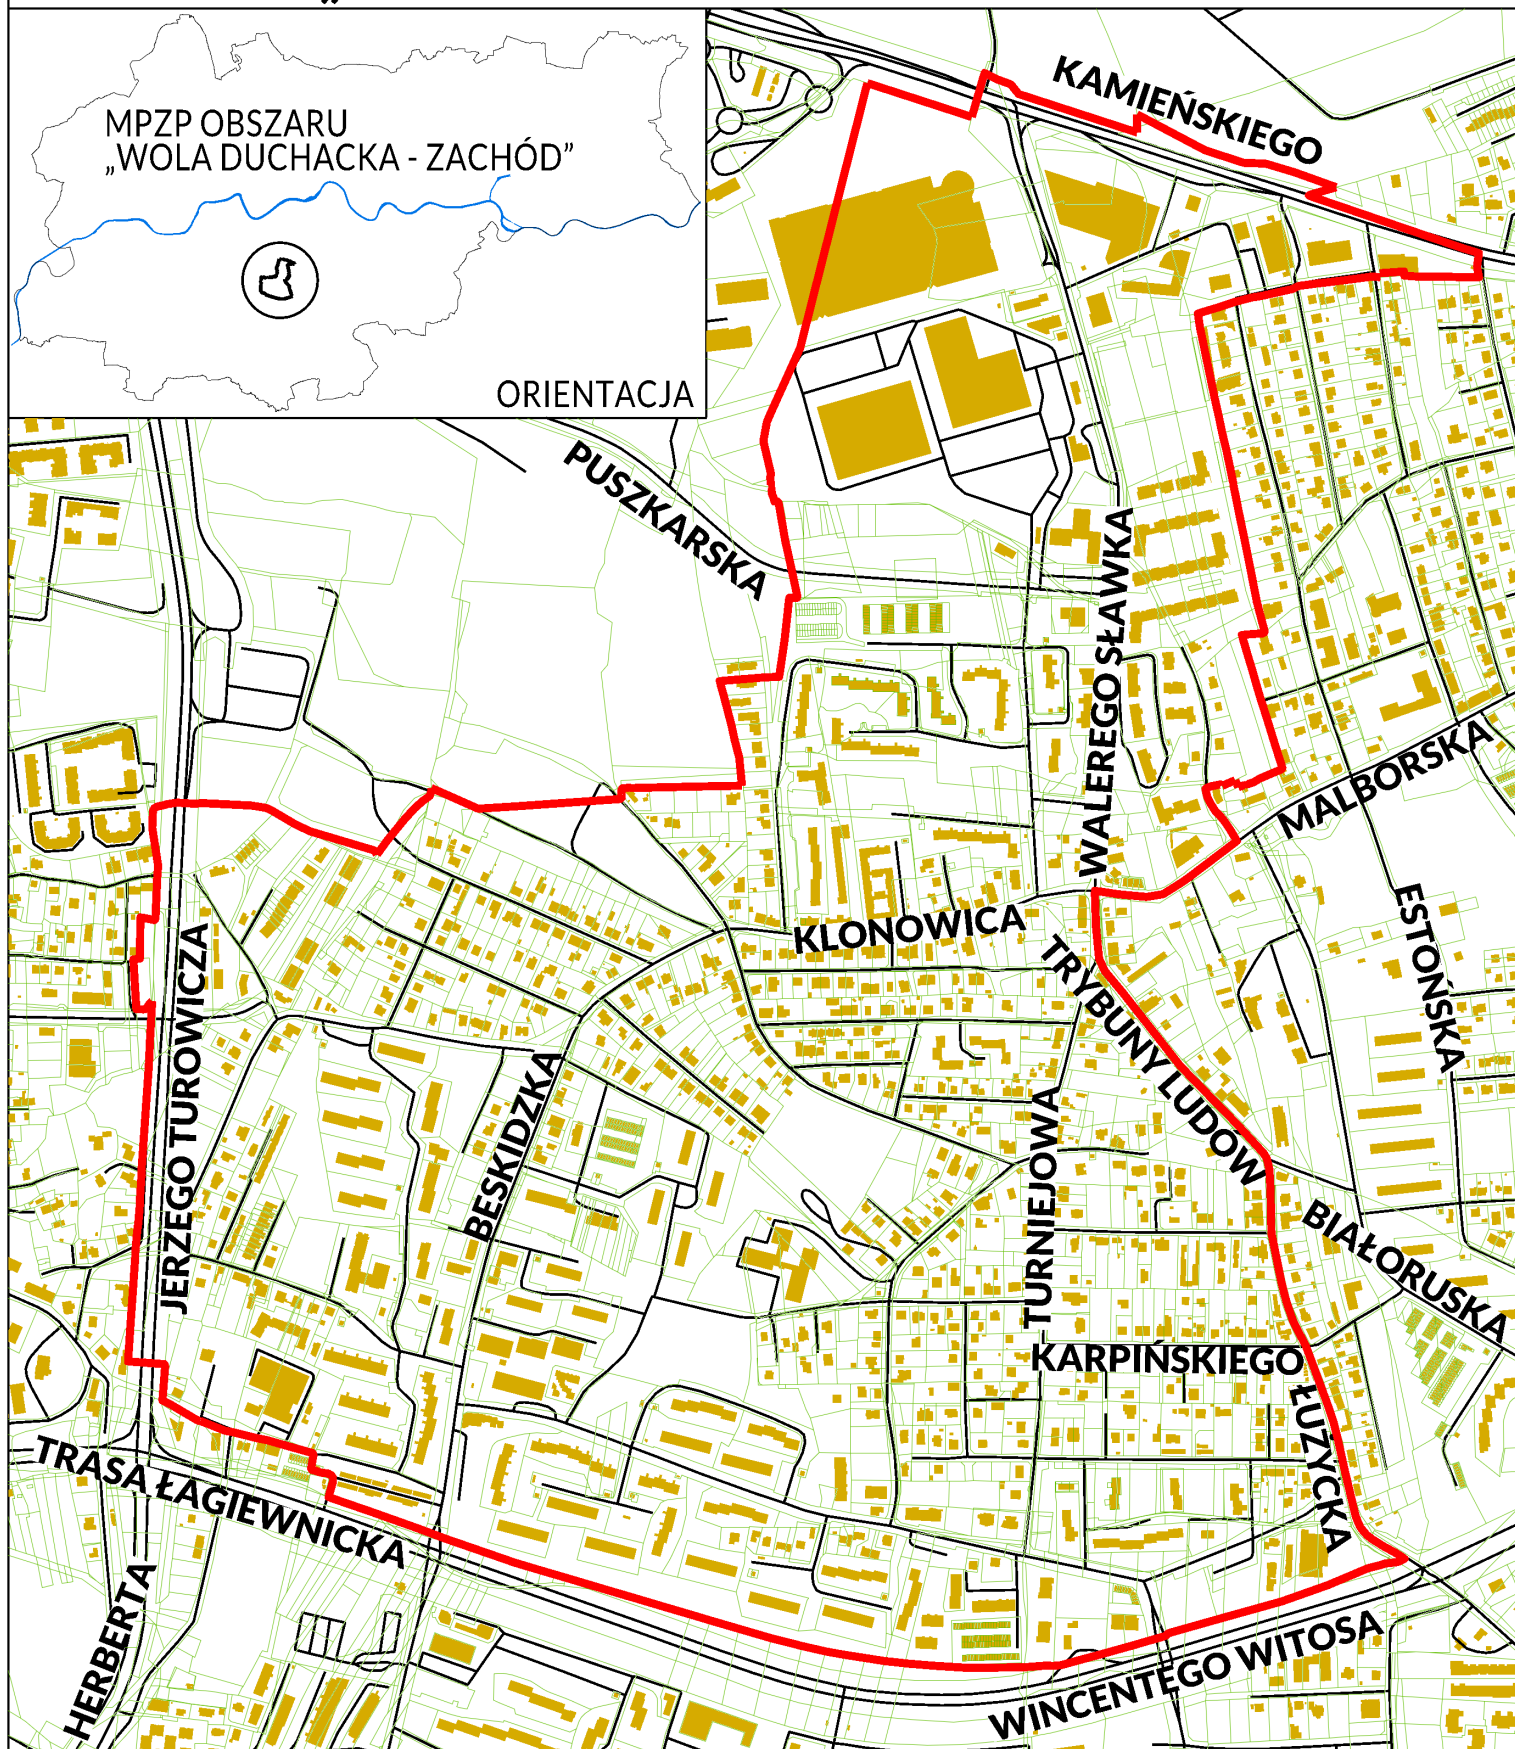 MPZP OBSZARU
„WOLA DUCHACKA - ZACHÓD”
ORIENTACJA
KAMIEŃSKIEGO
PUSZKARSKA
WALEREGO SŁAWKA
MALBORSKA
KLONOWICA
ESTOŃSKA
TRYBUNY LUDÓW
JEREZGO TUROWICZA
BESKIDZKA
TURNIEJOWA
BIAŁORUSKA
KARPIŃSKIEGO
ŁUŻYCKA
TRASA ŁAGIEWNICKA
HERBERTA
WINCENTEGO WITOSA